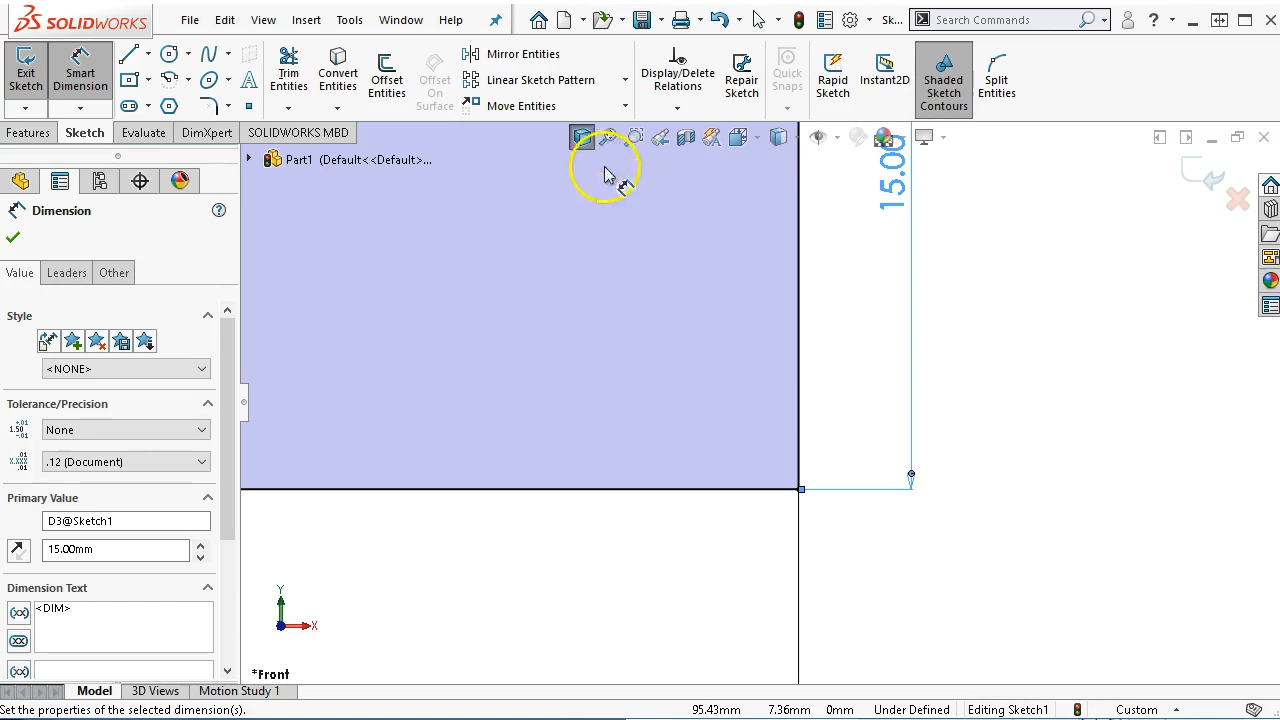 SOLIDWORKS
File Edit View Insert Tools Window Help
Sk...
Search Commands
?
Exit Sketch
Smart Dimension
Trim Entities
Convert Entities
Offset Entities
Offset On Surface
Mirror Entities
Linear Sketch Pattern
Move Entities
Display/Delete Relations
Repair Sketch
Quick Snaps
Rapid Sketch
Instant2D
Shaded Sketch Contours
Split Entities
Features Sketch Evaluate DimXpert SOLIDWORKS MBD
Part1 (Default<<Default>...
15.00
Dimension
Value Leaders Other
Style
<NONE>
Tolerance/Precision
None
.12 (Document)
Primary Value
D3@Sketch1
15.00mm
Dimension Text
<DIM>
Y
X
*Front
Model 3D Views Motion Study 1
Set the properties of the selected dimension(s).
95.43mm 7.36mm 0mm Under Defined Editing Sketch1 Custom